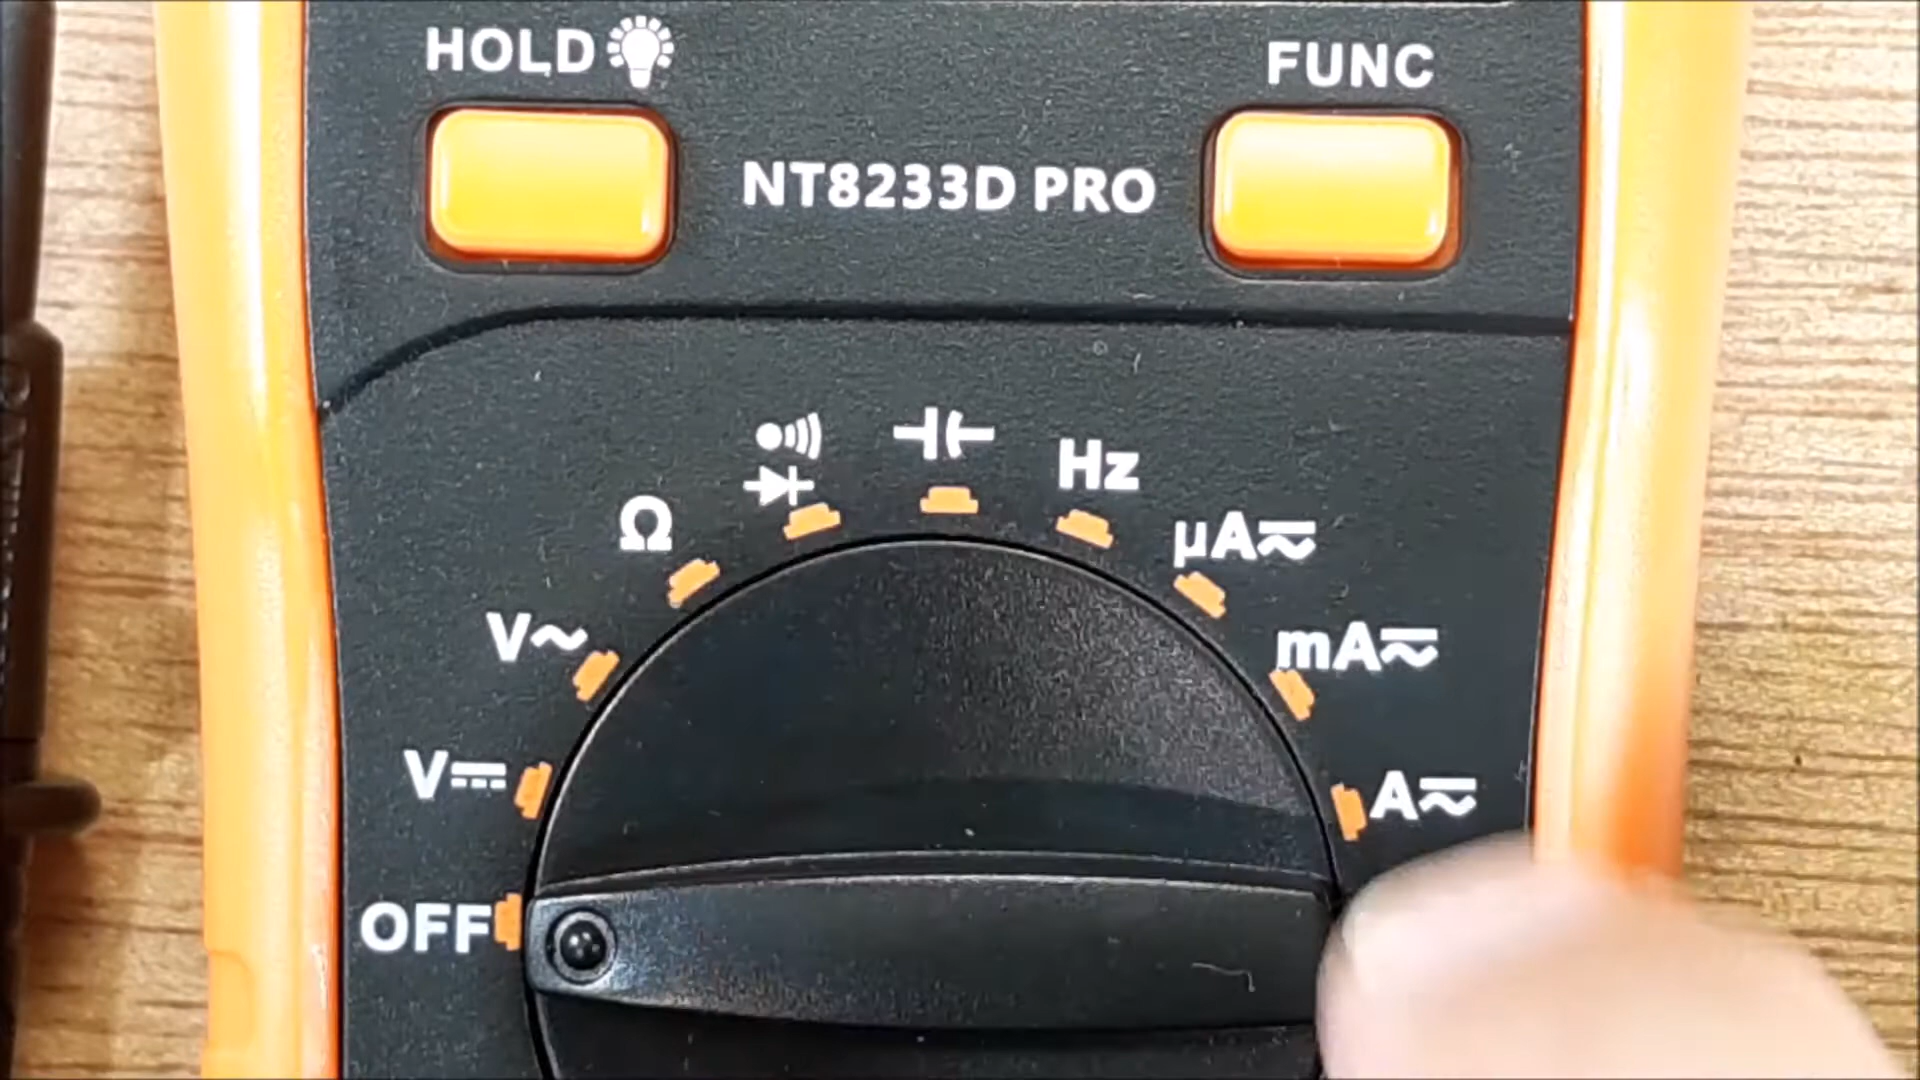 HOLD
FUNC
NT8233D PRO
Hz
Ω
µA
mA
V~
V
A
OFF